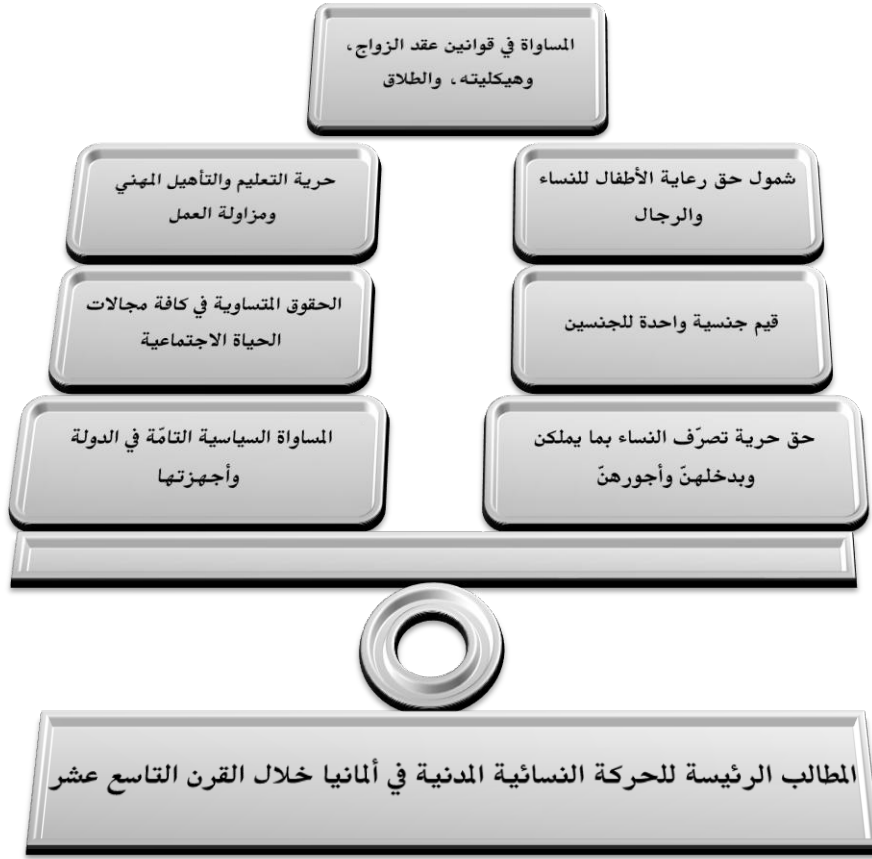 المساواة في قوانين عقد الزواج،
وهيكليته، والطلاق
شمول حق رعاية الأطفال للنساء
والرجال
حرية التعليم والتأهيل المهني
ومزاولة العمل
قيم جنسية واحدة للجنسين
الحقوق المتساوية في كافة مجالات
الحياة الاجتماعية
حق حرية تصرّف النساء بما يملكن
وبدخلهنّ وأجورهنّ
المساواة السياسية التامّة في الدولة
وأجهزتها
المطالب الرئيسة للحركة النسائية المدنية في ألمانيا خلال القرن التاسع عشر